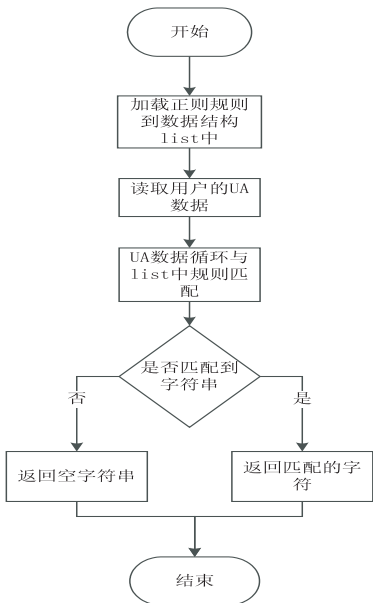 开始
加载正则规则
到数据结构
list中
读取用户的UA
数据
UA数据循环与
list中规则匹
配
是否匹配到
字符串
否
是
返回空字符串
返回匹配的字
符
结束